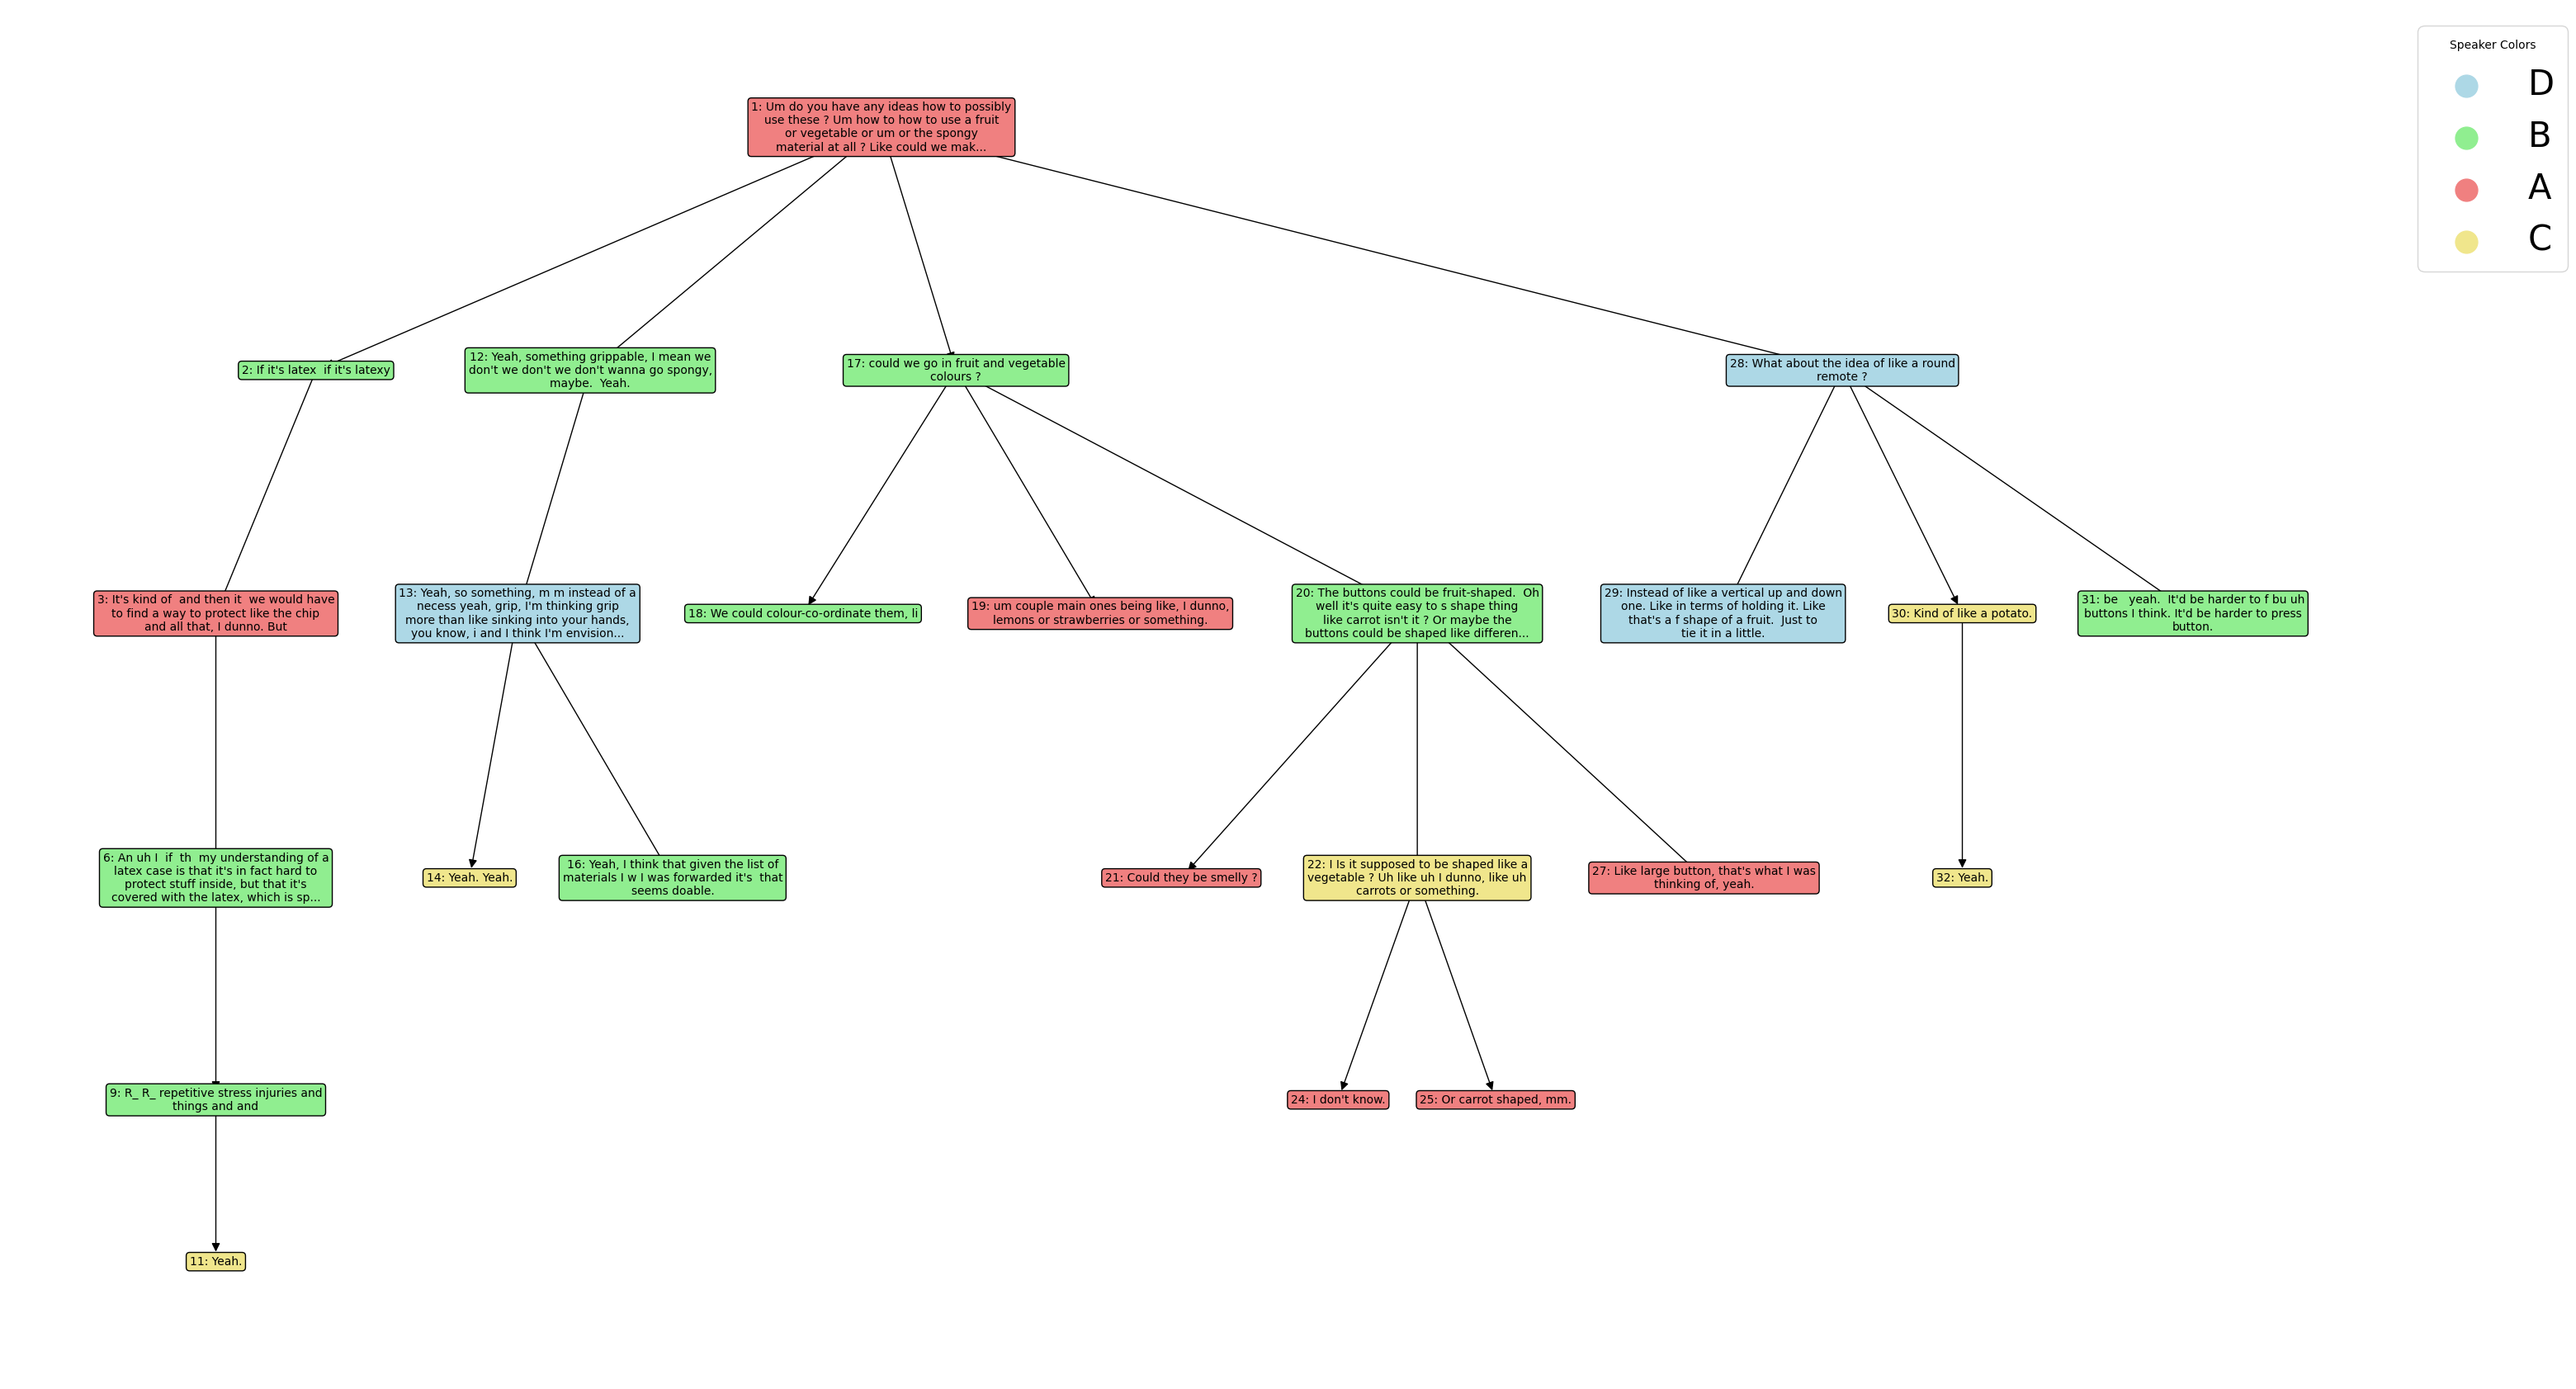 Speaker Colors
D
B
A
C
1: Um do you have any ideas how to possibly
use these ? Um how to how to use a fruit
or vegetable or um or the spongy
material at all ? Like could we mak...
2: If it's latex  if it's latexy
12: Yeah, something grippable, I mean we
don't we don't we don't wanna go spongy,
maybe.  Yeah.
17: could we go in fruit and vegetable
colours ?
28: What about the idea of like a round
remote ?
3: It's kind of  and then it  we would have
to find a way to protect like the chip
and all that, I dunno. But
13: Yeah, so something, m m instead of a
necess yeah, grip, I'm thinking grip
more than like sinking into your hands,
you know, i and I think I'm envision...
18: We could colour-co-ordinate them, li
19: um couple main ones being like, I dunno,
lemons or strawberries or something.
20: The buttons could be fruit-shaped.  Oh
well it's quite easy to s shape thing
like carrot isn't it ? Or maybe the
buttons could be shaped like differen...
29: Instead of like a vertical up and down
one. Like in terms of holding it. Like
that's a f shape of a fruit.  Just to
tie it in a little.
30: Kind of like a potato.
31: be   yeah.  It'd be harder to f bu uh
buttons I think. It'd be harder to press
button.
6: An uh I  if  th  my understanding of a
latex case is that it's in fact hard to
protect stuff inside, but that it's
covered with the latex, which is sp...
14: Yeah. Yeah.
16: Yeah, I think that given the list of
materials I w I was forwarded it's  that
seems doable.
21: Could they be smelly ?
22: I Is it supposed to be shaped like a
vegetable ? Uh like uh I dunno, like uh
carrots or something.
27: Like large button, that's what I was
thinking of, yeah.
32: Yeah.
9: R_ R_ repetitive stress injuries and
things and and
24: I don't know.
25: Or carrot shaped, mm.
11: Yeah.